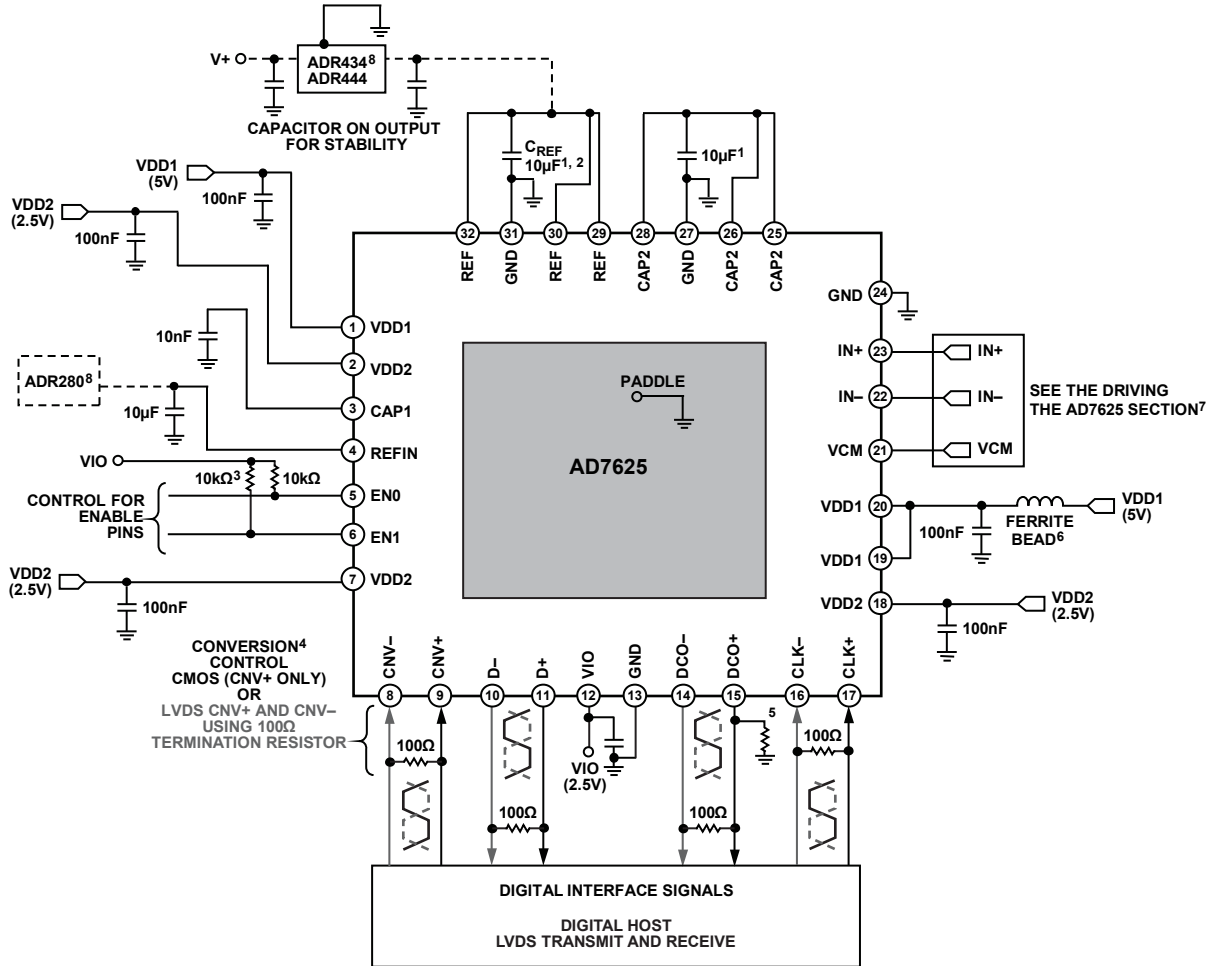 V+
ADR434⁸
ADR444
CAPACITOR ON OUTPUT
FOR STABILITY
VDD1
(5V)
100nF
VDD2
(2.5V)
100nF
CREF
10µF1, 2
10µF1
32
31
30
29
28
27
26
25
REF
GND
REF
REF
CAP2
GND
CAP2
CAP2
10nF
ADR280⁸
10µF
VIO
10kΩ³
10kΩ
CONTROL FOR
ENABLE
PINS
VDD2
(2.5V)
100nF
1 VDD1
2 VDD2
3 CAP1
4 REFIN
5 EN0
6 EN1
7 VDD2
PADDLE
AD7625
GND 24
IN+ 23 IN+
IN– 22 IN–
VCM 21 VCM
SEE THE DRIVING
THE AD7625 SECTION⁷
VDD1 20
VDD1 19
VDD2 18
100nF
FERRITE
BEAD⁶
VDD1
(5V)
VDD2
(2.5V)
100nF
CONVERSION⁴
CONTROL
CMOS (CNV+ ONLY)
OR
LVDS CNV+ AND CNV–
USING 100Ω
TERMINATION RESISTOR
CNV–
CNV+
D–
D+
VIO
GND
DCO–
DCO+
CLK–
CLK+
8
9
10
11
12
13
14
15
16
17
5
100Ω
100Ω
VIO
(2.5V)
100Ω
100Ω
DIGITAL INTERFACE SIGNALS
DIGITAL HOST
LVDS TRANSMIT AND RECEIVE